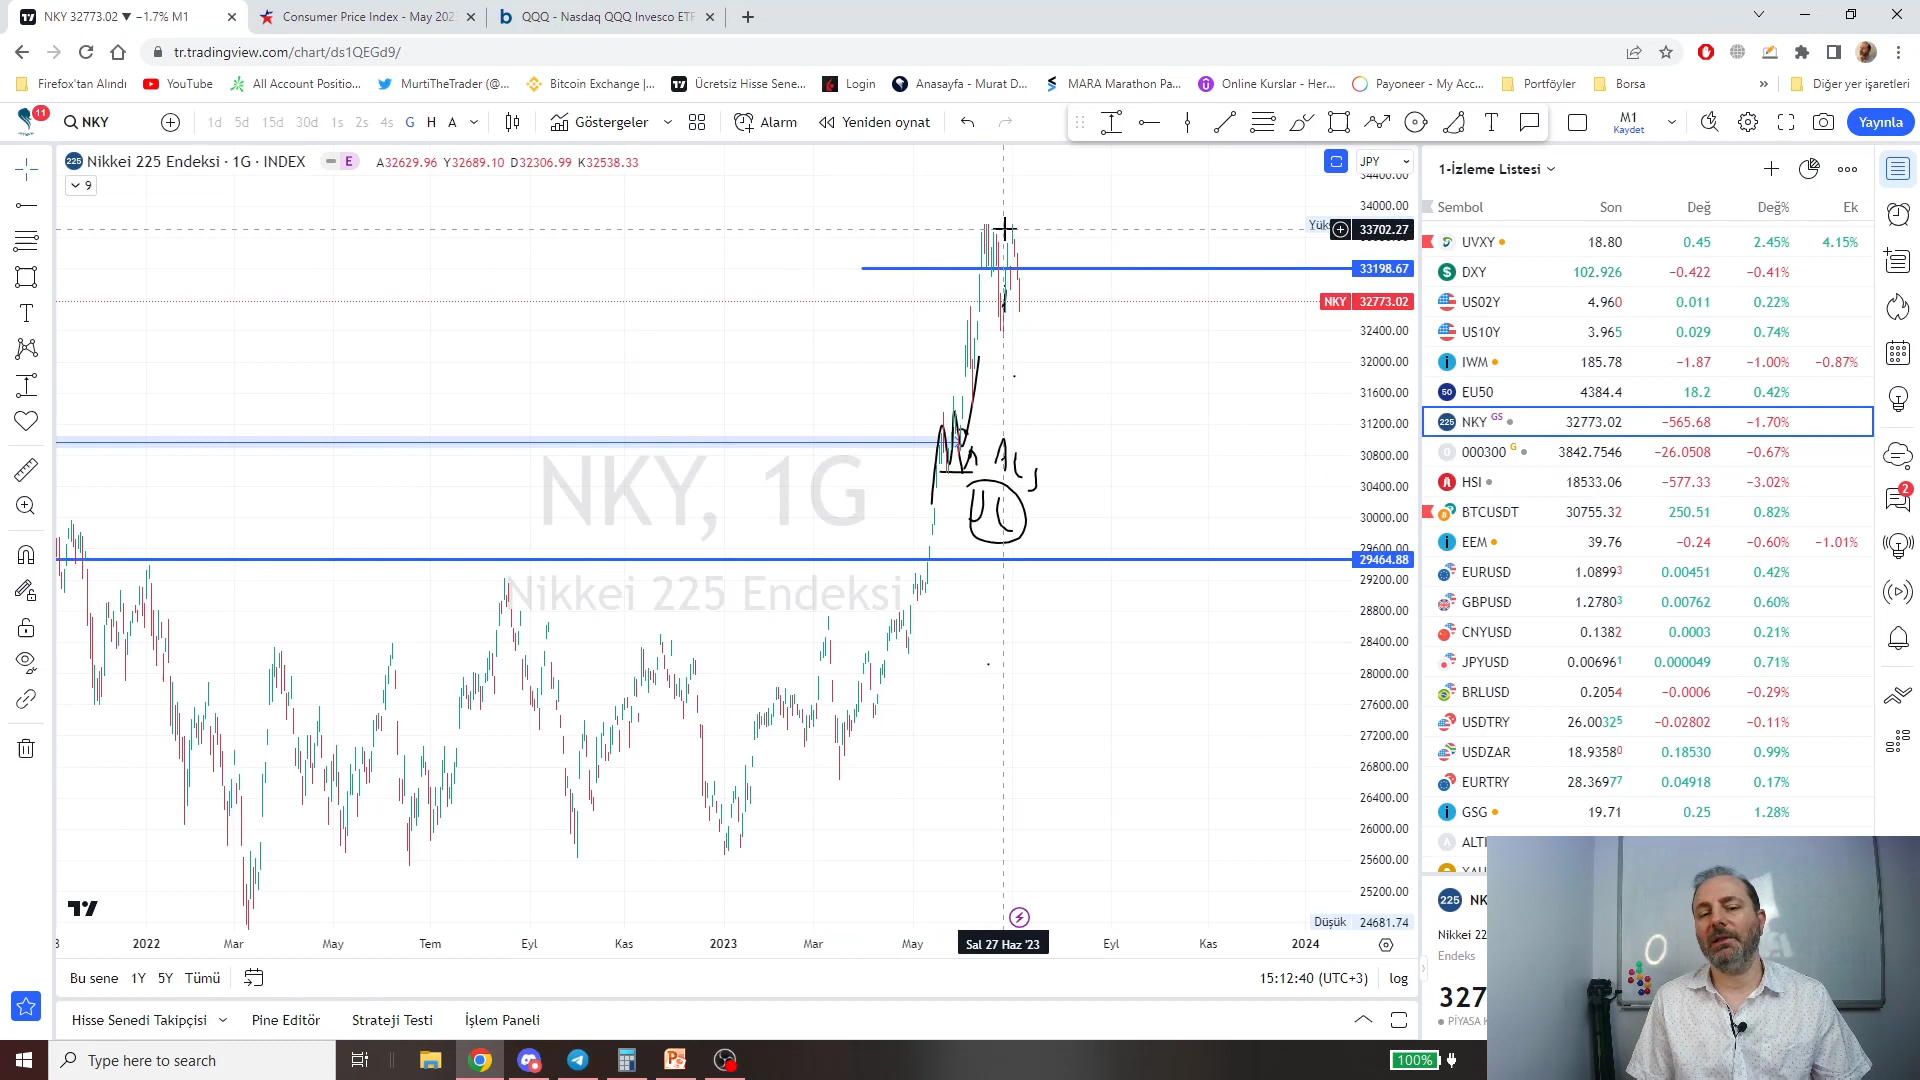 NKY 32773.02 ▼ −1.7% M1
Consumer Price Index - May 202
QQQ - Nasdaq QQQ Invesco ETF
tr.tradingview.com/chart/ds1QEGd9/
Firefox'tan Alındı YouTube All Account Positio... MurtiTheTrader (@... Bitcoin Exchange |... Ücretsiz Hisse Sene... Login Anasayfa - Murat D... MARA Marathon Pa... Online Kurslar - Her... Payoneer - My Acc... Portföyler Borsa » Diğer yer işaretleri
11 NKY 1d 5d 15d 30d 1s 2s 4s G H A Göstergeler Alarm Yeniden oynat M1 Kaydet Yayınla
225 Nikkei 225 Endeksi · 1G · INDEX E A32629.96 Y32689.10 D32306.99 K32538.33
9
JPY
34400.00
34000.00
Yük 33702.27
33198.67
NKY 32773.02
32400.00
32000.00
31600.00
31200.00
30800.00
30400.00
30000.00
29600.00
29464.88
29200.00
28800.00
28400.00
28000.00
27600.00
27200.00
26800.00
26400.00
26000.00
25600.00
25200.00
Düşük 24681.74
NKY, 1G
Nikkei 225 Endeksi
2022 Mar May Tem Eyl Kas 2023 Mar May Sal 27 Haz '23 Eyl Kas 2024
Bu sene 1Y 5Y Tümü 15:12:40 (UTC+3) log
Hisse Senedi Takipçisi Pine Editör Strateji Testi İşlem Paneli
1-İzleme Listesi
Sembol Son Değ Değ% Ek
UVXY 18.80 0.45 2.45% 4.15%
DXY 102.926 −0.422 −0.41%
US02Y 4.960 0.011 0.22%
US10Y 3.965 0.029 0.74%
IWM 185.78 −1.87 −1.00% −0.87%
EU50 4384.4 18.2 0.42%
NKY GS 32773.02 −565.68 −1.70%
000300 G 3842.7546 −26.0508 −0.67%
HSI 18533.06 −577.33 −3.02%
BTCUSDT 30755.32 250.51 0.82%
EEM 39.76 −0.24 −0.60% −1.01%
EURUSD 1.08993 0.00451 0.42%
GBPUSD 1.27803 0.00762 0.60%
CNYUSD 0.1382 0.0003 0.21%
JPYUSD 0.006961 0.000049 0.71%
BRLUSD 0.2054 −0.0006 −0.29%
USDTRY 26.00325 −0.02802 −0.11%
USDZAR 18.93580 0.18530 0.99%
EURTRY 28.36977 0.04918 0.17%
GSG 19.71 0.25 1.28%
225 NK
Nikkei 22
Endeks
327
2
Type here to search
100%